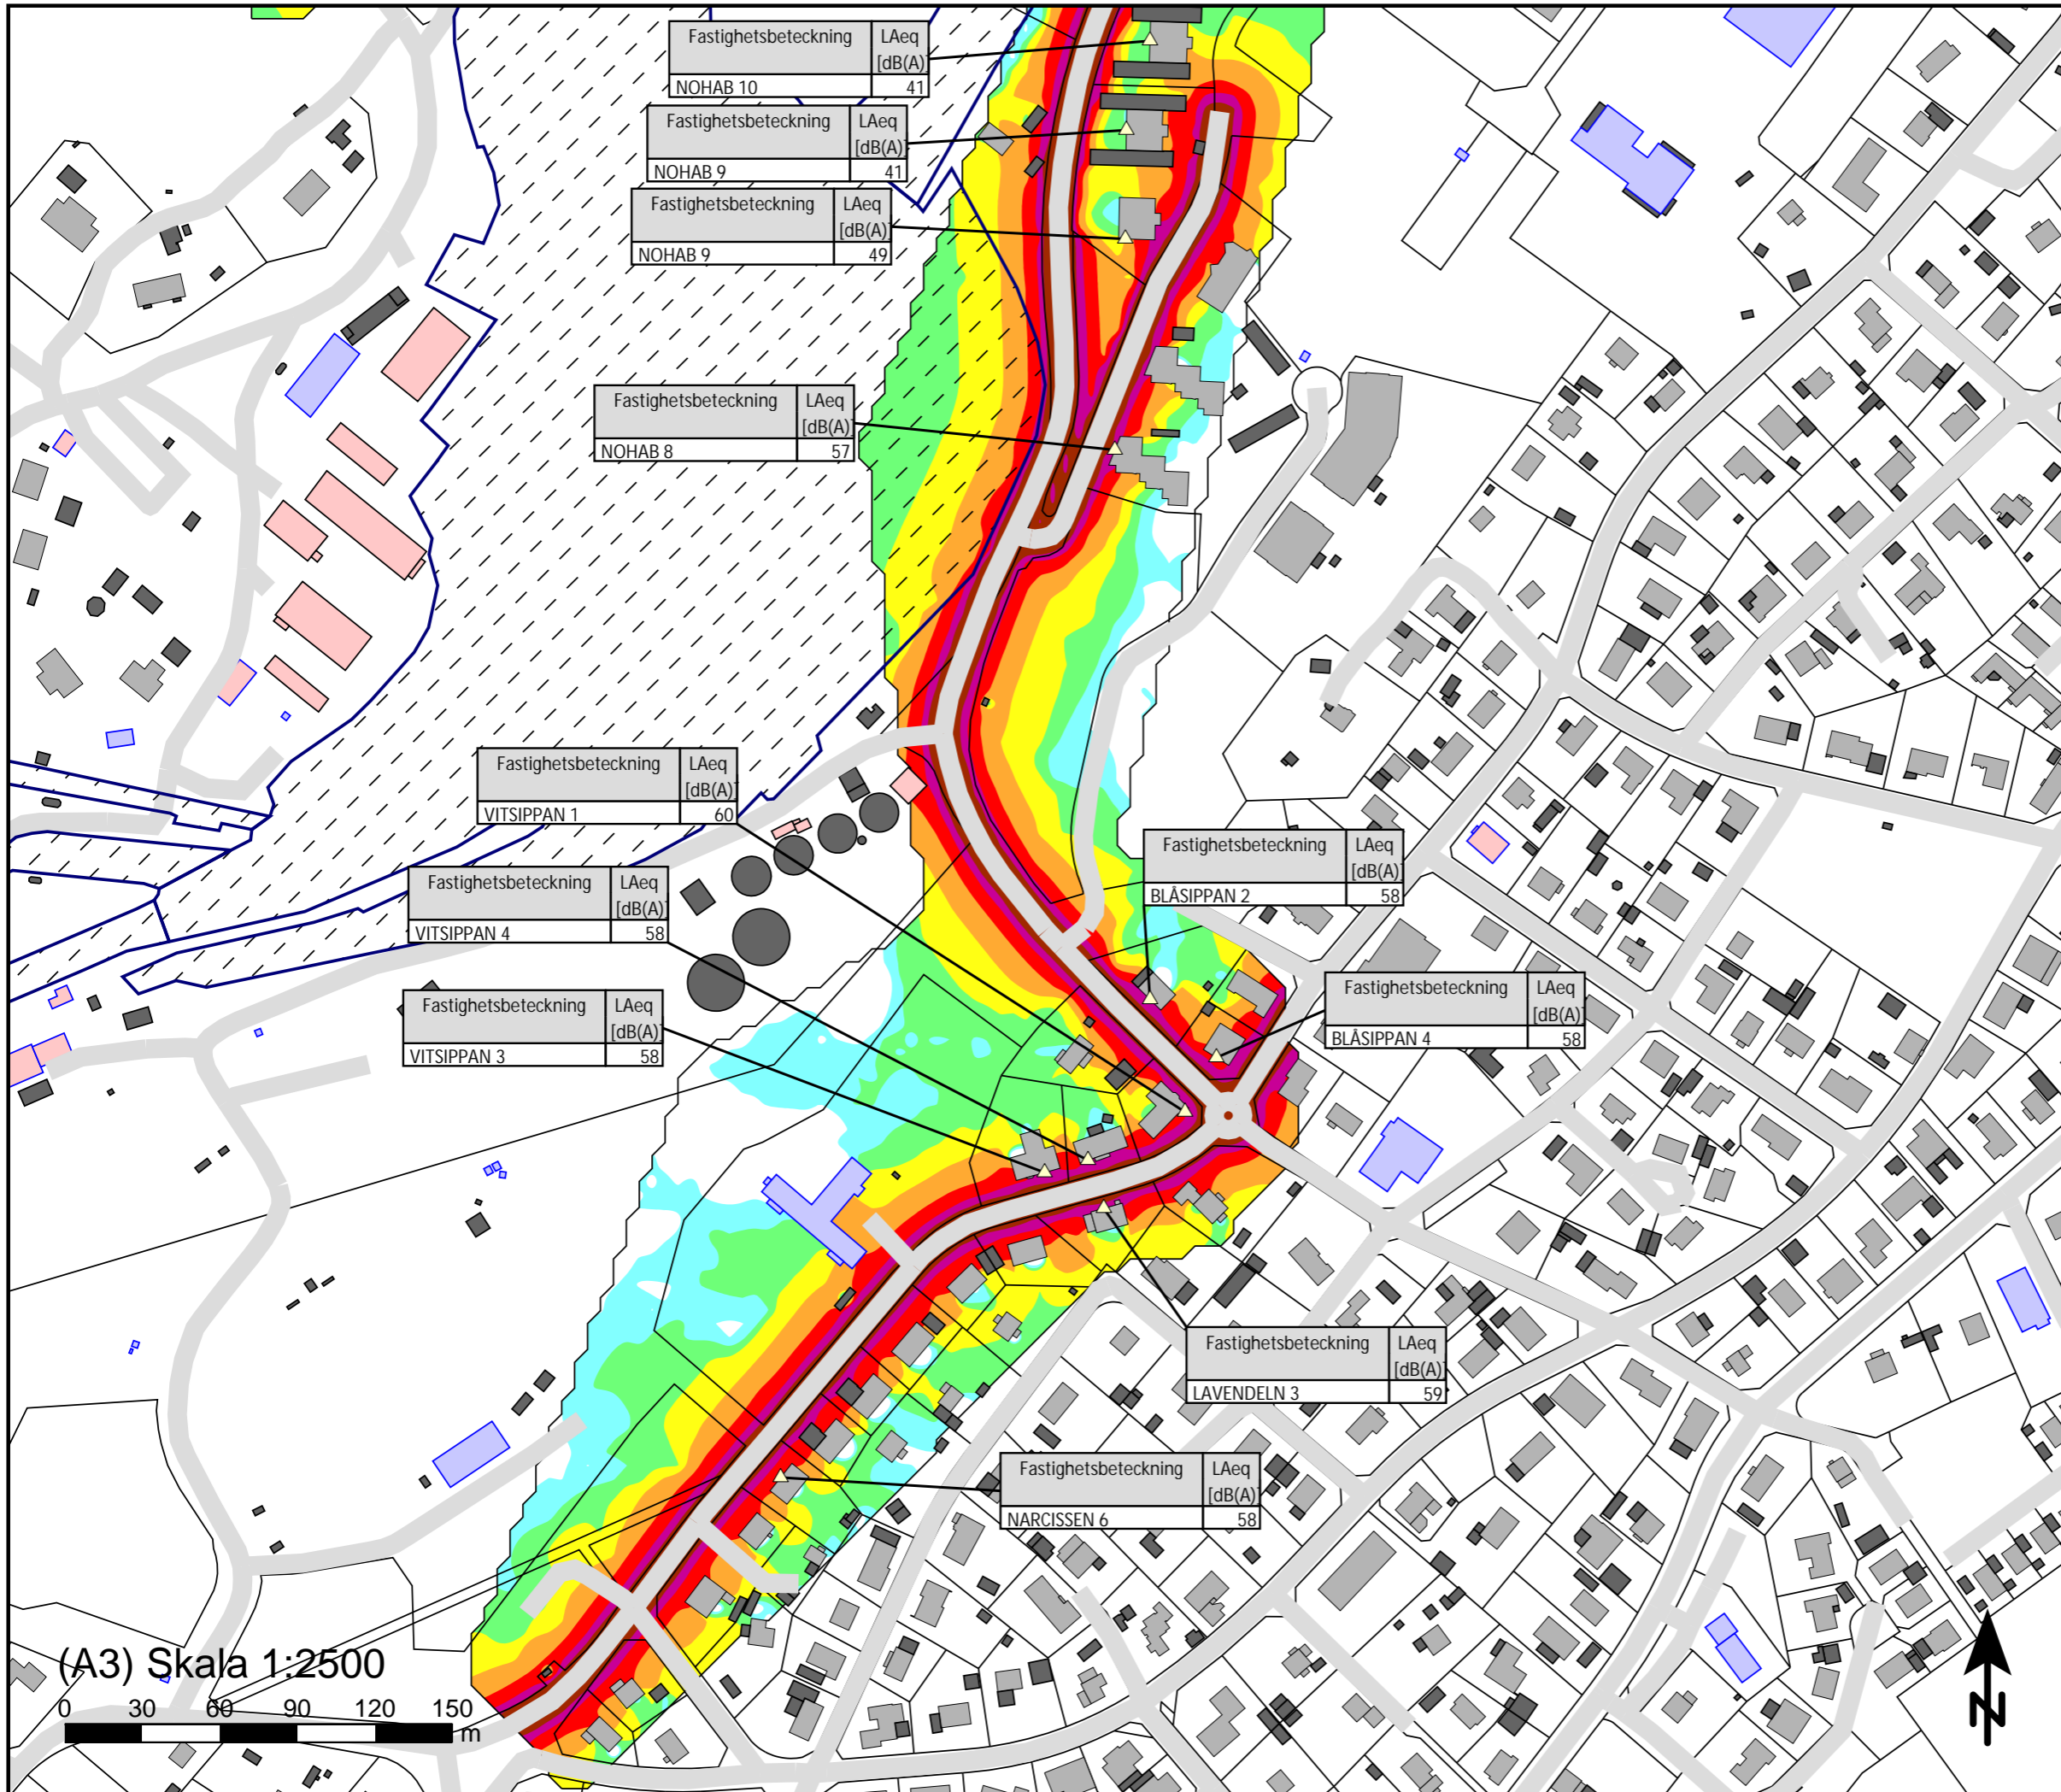 Fastighetsbeteckning LAeq
[dB(A)]
NOHAB 10 41
Fastighetsbeteckning LAeq
[dB(A)]
NOHAB 9 41
Fastighetsbeteckning LAeq
[dB(A)]
NOHAB 9 49
Fastighetsbeteckning LAeq
[dB(A)]
NOHAB 8 57
Fastighetsbeteckning LAeq
[dB(A)]
VITSIPPAN 1 60
Fastighetsbeteckning LAeq
[dB(A)]
BLÅSIPPAN 2 58
Fastighetsbeteckning LAeq
[dB(A)]
VITSIPPAN 4 58
Fastighetsbeteckning LAeq
[dB(A)]
BLÅSIPPAN 4 58
Fastighetsbeteckning LAeq
[dB(A)]
VITSIPPAN 3 58
Fastighetsbeteckning LAeq
[dB(A)]
LAVENDELN 3 59
Fastighetsbeteckning LAeq
[dB(A)]
NARCISSEN 6 58
(A3) Skala 1:2500
0 30 60 90 120 150
m
N